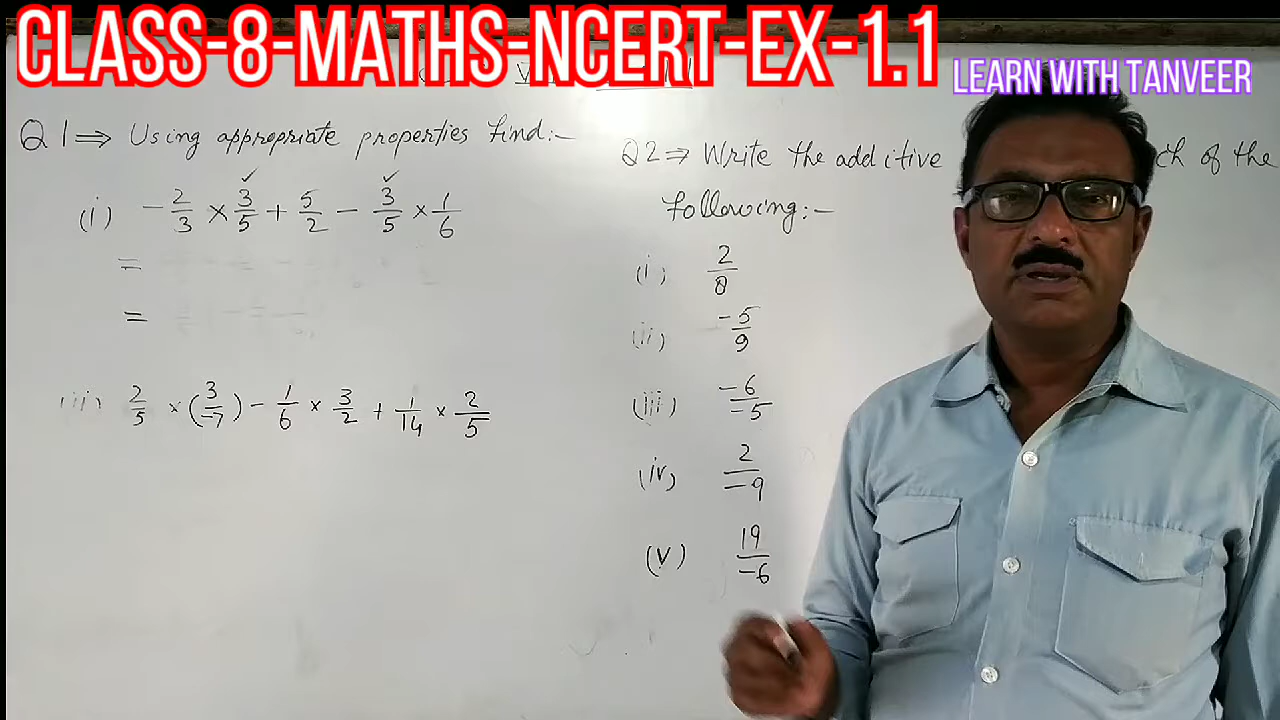 CLASS-8-MATHS-NCERT-EX-1.1
LEARN WITH TANVEER
Q1⇒ Using appropriate properties find:-
(i) -2/3 × 3/5 + 5/2 - 3/5 × 1/6
=
=
(ii) 2/5 × (3/-7) - 1/6 × 3/2 + 1/14 × 2/5
Q2⇒ Write the additive ch of the
following:-
(i) 2/8
(ii) -5/9
(iii) -6/-5
(iv) 2/-9
(v) 19/-6